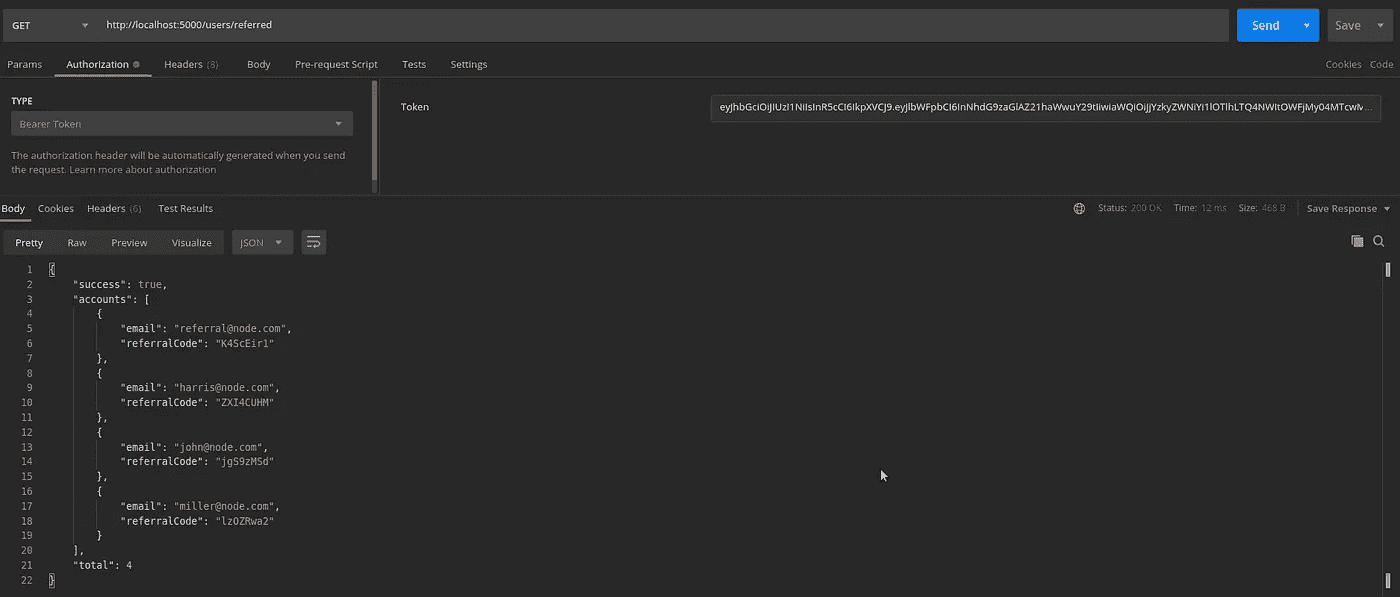 GET http://localhost:5000/users/referred Send Save
Params Authorization Headers (8) Body Pre-request Script Tests Settings Cookies Code
TYPE
Bearer Token
The authorization header will be automatically generated when you send
the request. Learn more about authorization
Token
Body Cookies Headers (6) Test Results Status: 200 OK Time: 12 ms Size: 468 B Save Response
Pretty Raw Preview Visualize JSON
1 {
2 "success": true,
3 "accounts": [
4 {
5 "email": "referral@node.com",
6 "referralCode": "K4ScEir1"
7 },
8 {
9 "email": "harris@node.com",
10 "referralCode": "ZXI4CUHM"
11 },
12 {
13 "email": "john@node.com",
14 "referralCode": "jgS9zMSd"
15 },
16 {
17 "email": "miller@node.com",
18 "referralCode": "lzOZRwa2"
19 }
20 ],
21 "total": 4
22 }